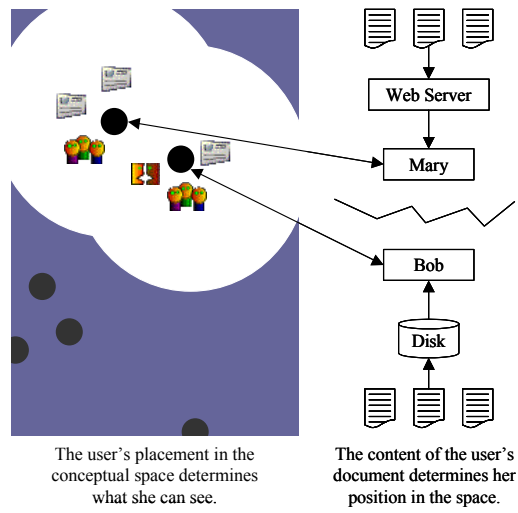 Web Server
Mary
Bob
Disk
The user's placement in the
conceptual space determines
what she can see.
The content of the user's
document determines her
position in the space.